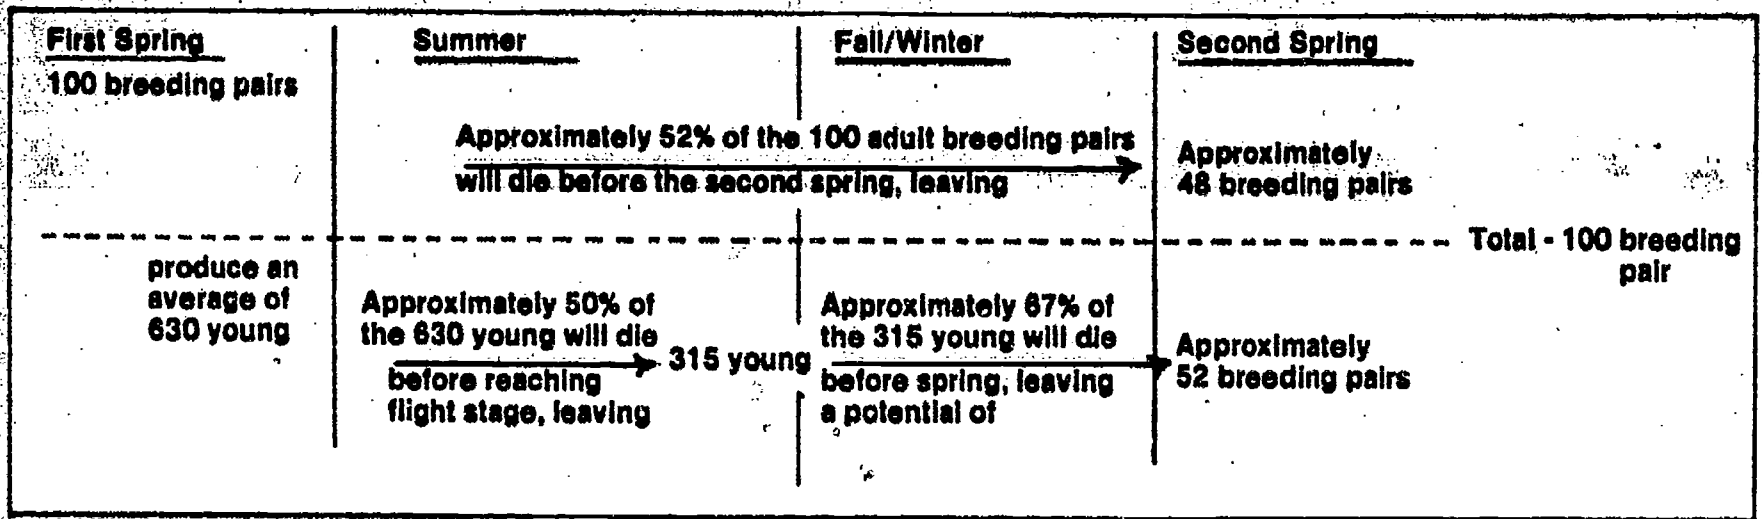 First Spring
100 breeding pairs
Summer
Fall/Winter
Second Spring
Approximately 52% of the 100 adult breeding pairs
will die before the second spring, leaving
Approximately
48 breeding pairs
Total - 100 breeding
pair
produce an
average of
630 young
Approximately 50% of
the 630 young will die
before reaching
flight stage, leaving
315 young
Approximately 67% of
the 315 young will die
before spring, leaving
a potential of
Approximately
52 breeding pairs